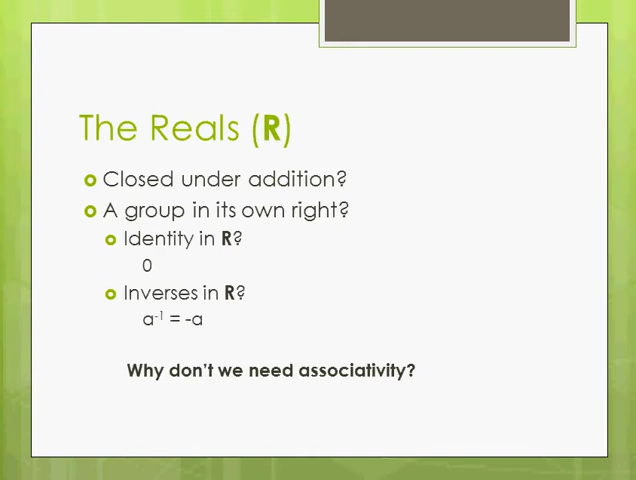 The Reals (R)
Closed under addition?
A group in its own right?
Identity in R?
0
Inverses in R?
a⁻¹ = -a
Why don't we need associativity?